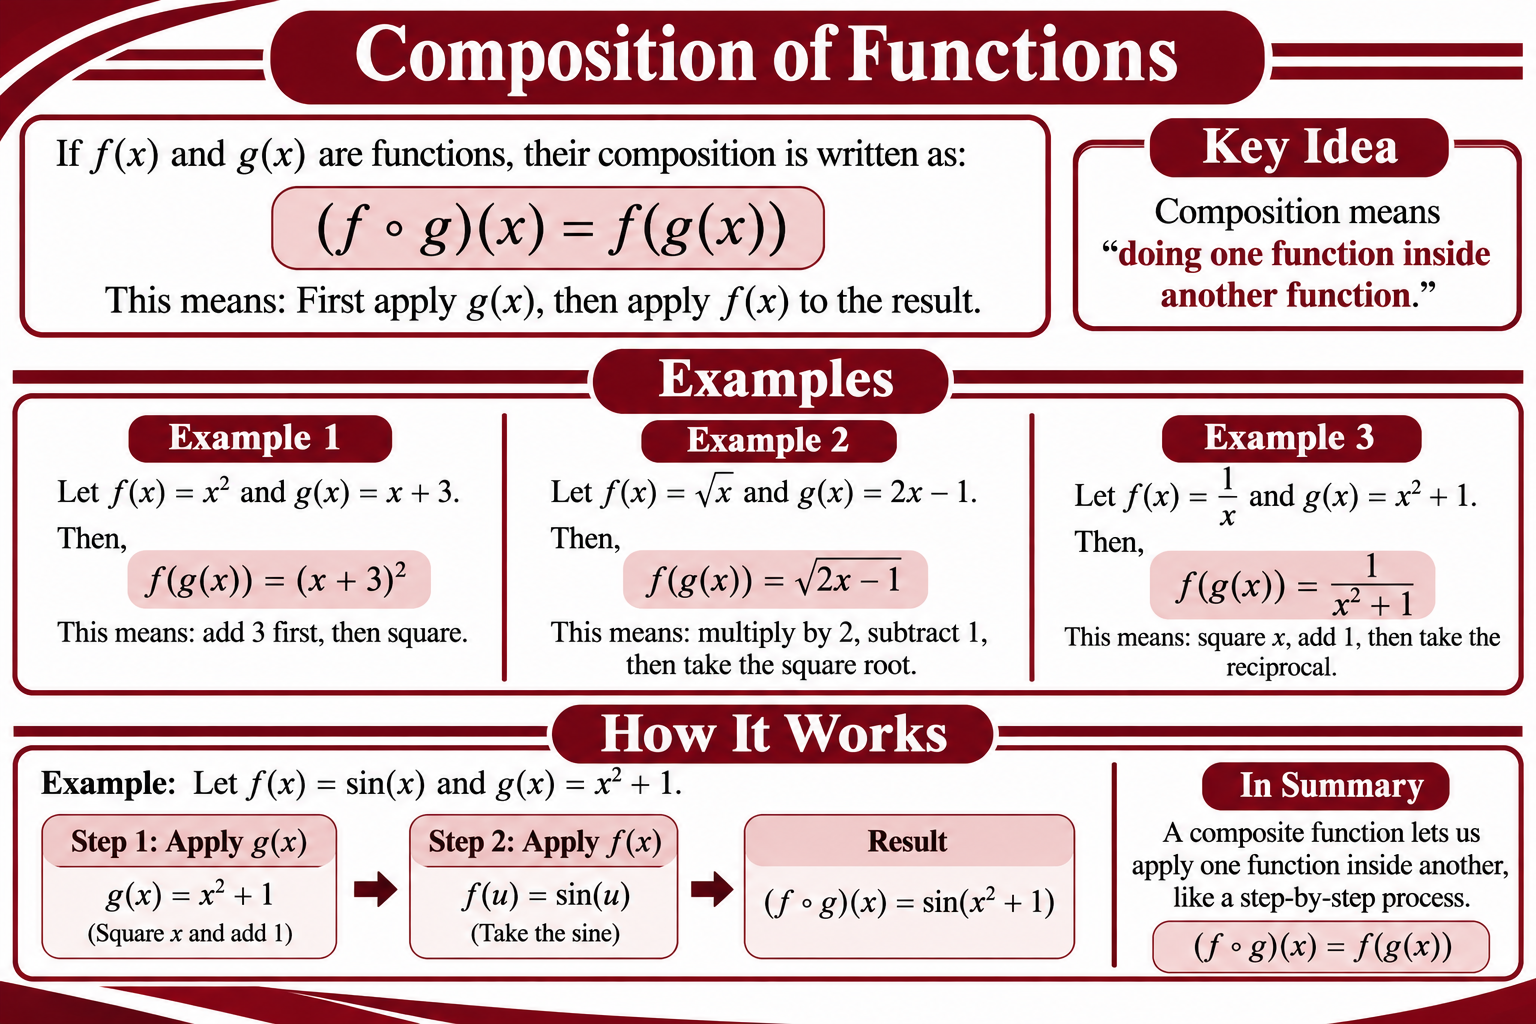 Composition of Functions
If f(x) and g(x) are functions, their composition is written as:
(f ∘ g)(x) = f(g(x))
This means: First apply g(x), then apply f(x) to the result.
Key Idea
Composition means
“doing one function inside
another function.”
Examples
Example 1
Let f(x) = x² and g(x) = x + 3.
Then,
f(g(x)) = (x + 3)²
This means: add 3 first, then square.
Example 2
Let f(x) = √x and g(x) = 2x − 1.
Then,
f(g(x)) = √(2x − 1)
This means: multiply by 2, subtract 1,
then take the square root.
Example 3
Let f(x) = 1/x and g(x) = x² + 1.
Then,
f(g(x)) = 1/(x² + 1)
This means: square x, add 1, then take the
reciprocal.
How It Works
Example: Let f(x) = sin(x) and g(x) = x² + 1.
Step 1: Apply g(x)
g(x) = x² + 1
(Square x and add 1)
Step 2: Apply f(x)
f(u) = sin(u)
(Take the sine)
Result
(f ∘ g)(x) = sin(x² + 1)
In Summary
A composite function lets us
apply one function inside another,
like a step-by-step process.
(f ∘ g)(x) = f(g(x))